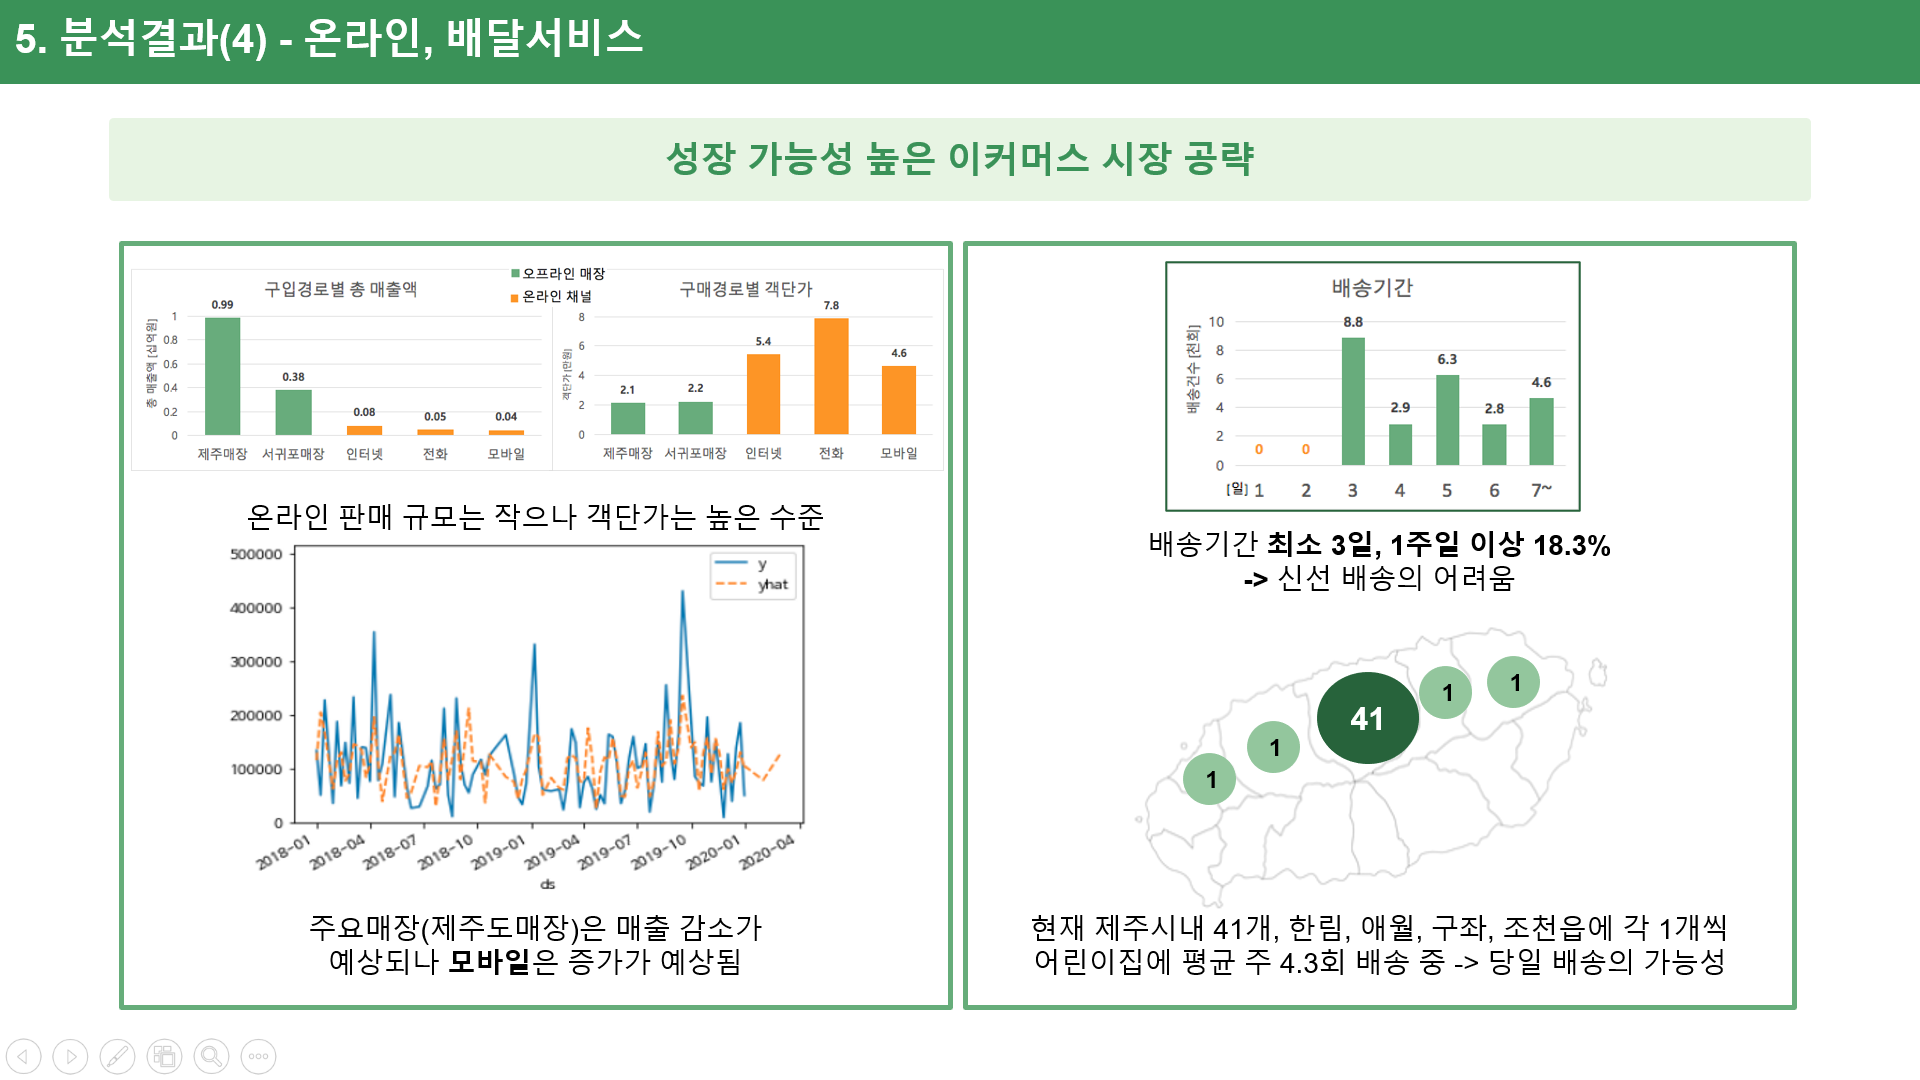 5. 분석결과(4) - 온라인, 배달서비스
성장 가능성 높은 이커머스 시장 공략
구입경로별 총 매출액
오프라인 매장
온라인 채널
구매경로별 객단가
총 매출액 [십억원]
1
0.8
0.6
0.4
0.2
0
0.99
0.38
0.08
0.05
0.04
제주매장 서귀포매장 인터넷 전화 모바일
객단가 [만원]
8
6
4
2
0
2.1
2.2
5.4
7.8
4.6
제주매장 서귀포매장 인터넷 전화 모바일
온라인 판매 규모는 작으나 객단가는 높은 수준
500000
400000
300000
200000
100000
0
y
yhat
2018-01 2018-04 2018-07 2018-10 2019-01 2019-04 2019-07 2019-10 2020-01 2020-04
ds
주요매장(제주도매장)은 매출 감소가
예상되나 모바일은 증가가 예상됨
배송기간
배송건수 [천회]
10
8
6
4
2
0
0
0
8.8
2.9
6.3
2.8
4.6
[일] 1 2 3 4 5 6 7~
배송기간 최소 3일, 1주일 이상 18.3%
-> 신선 배송의 어려움
1
1
41
1
1
현재 제주시내 41개, 한림, 애월, 구좌, 조천읍에 각 1개씩
어린이집에 평균 주 4.3회 배송 중 -> 당일 배송의 가능성